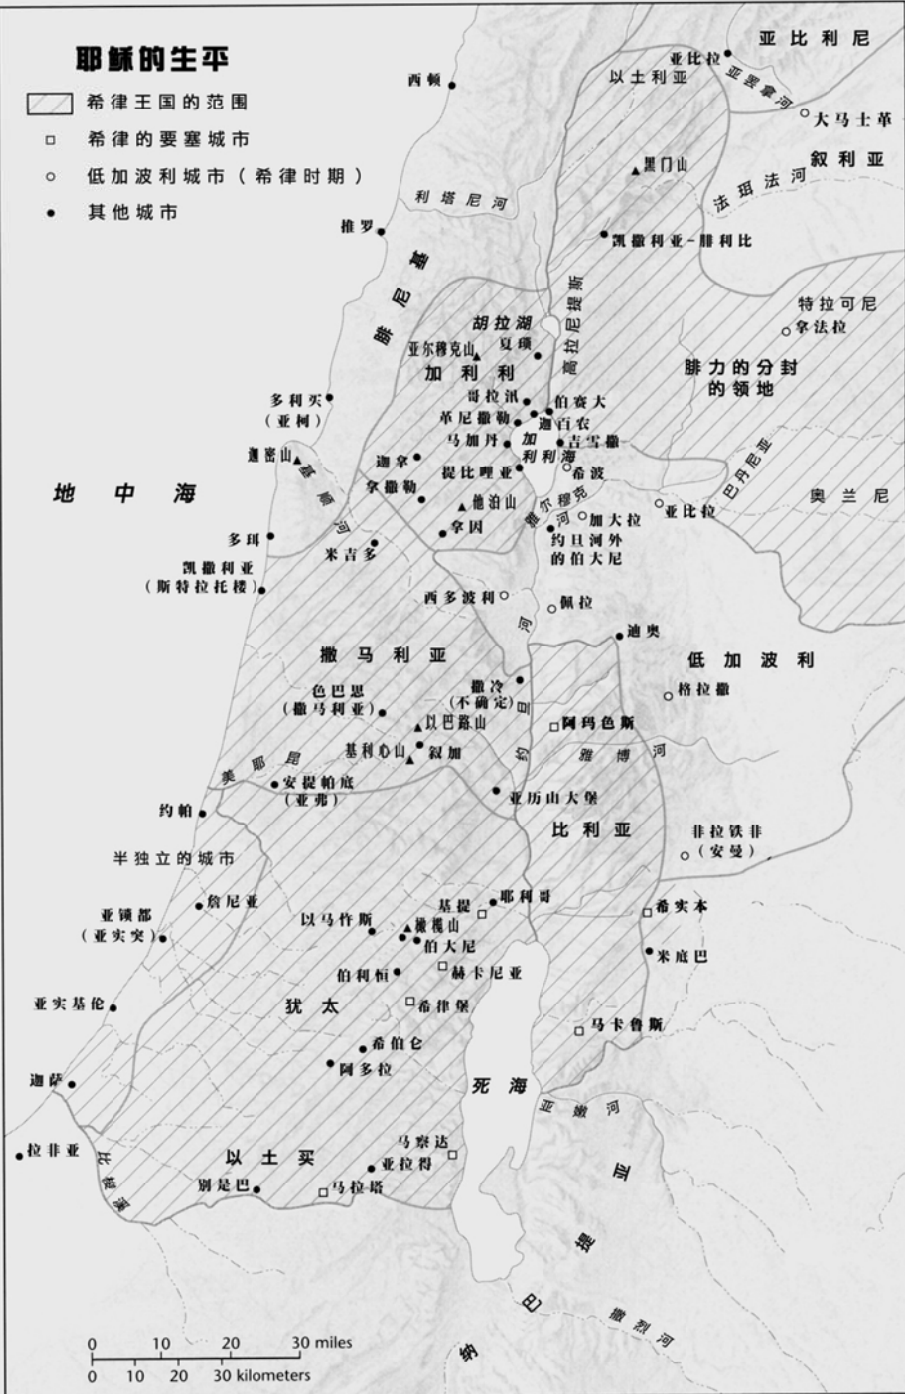 耶稣的生平
希律王国的范围
希律的要塞城市
低加波利城市（希律时期）
其他城市
亚比利尼
亚比拉
以土利亚
亚罢拿河
西顿
大马士革
叙利亚
黑门山
法珥法河
利塔尼河
推罗
凯撒利亚-腓利比
腓尼基
高拉尼提斯
特拉可尼
拿法拉
胡拉湖
夏琐
亚尔穆克山
加利利
腓力的分封
的领地
哥拉汛
伯赛大
多利买
（亚柯）
革尼撒勒
迦百农
马加丹
加
利利海
吉雪撒
迦密山
基顺河
迦拿
提比哩亚
希波
巴丹尼亚
地中海
拿撒勒
他泊山
雅尔穆克
河
加大拉
亚比拉
奥兰尼
多珥
米吉多
拿因
约旦河外
的伯大尼
凯撒利亚
（斯特拉托楼）
西多波利
佩拉
迪奥
撒马利亚
低加波利
撒冷
（不确定）
约旦河
格拉撒
色巴思
（撒马利亚）
以巴路山
阿玛色斯
基利心山
叙加
雅博河
美耶昆
安提帕底
（亚弗）
亚历山大堡
约帕
比利亚
非拉铁非
（安曼）
半独立的城市
詹尼亚
耶利哥
基提
希实本
亚锁都
（亚实突）
以马忤斯
橄榄山
伯大尼
米底巴
伯利恒
赫卡尼亚
亚实基伦
犹太
希律堡
马卡鲁斯
希伯仑
阿多拉
迦萨
死海
亚嫩河
拉非亚
比梭溪
以土买
马察达
亚拉得
别是巴
马拉塔
纳巴提亚
撒烈河
0 10 20 30 miles
0 10 20 30 kilometers